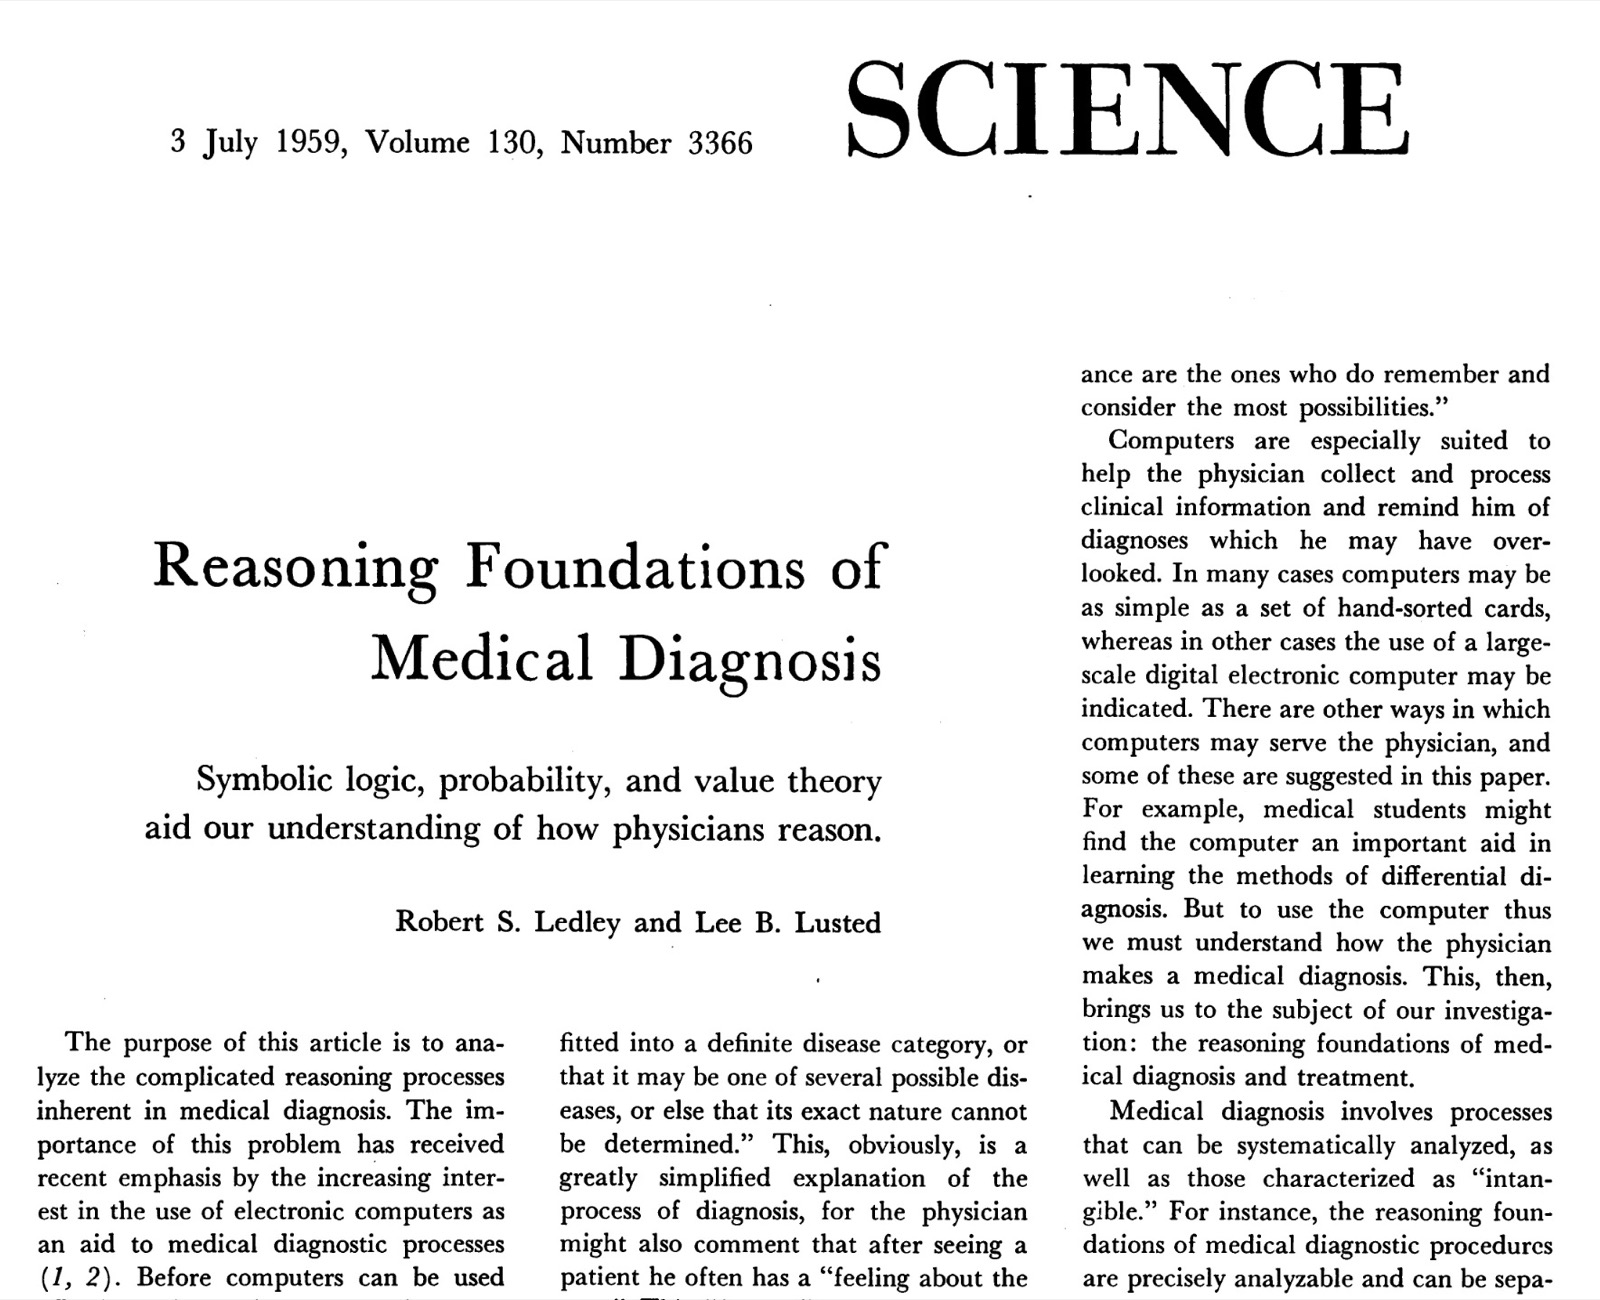 3 July 1959, Volume 130, Number 3366
SCIENCE
Reasoning Foundations of
Medical Diagnosis
Symbolic logic, probability, and value theory
aid our understanding of how physicians reason.
Robert S. Ledley and Lee B. Lusted
The purpose of this article is to ana-
lyze the complicated reasoning processes
inherent in medical diagnosis. The im-
portance of this problem has received
recent emphasis by the increasing inter-
est in the use of electronic computers as
an aid to medical diagnostic processes
(1, 2). Before computers can be used
fitted into a definite disease category, or
that it may be one of several possible dis-
eases, or else that its exact nature cannot
be determined.” This, obviously, is a
greatly simplified explanation of the
process of diagnosis, for the physician
might also comment that after seeing a
patient he often has a “feeling about the
ance are the ones who do remember and
consider the most possibilities.”
Computers are especially suited to
help the physician collect and process
clinical information and remind him of
diagnoses which he may have over-
looked. In many cases computers may be
as simple as a set of hand-sorted cards,
whereas in other cases the use of a large-
scale digital electronic computer may be
indicated. There are other ways in which
computers may serve the physician, and
some of these are suggested in this paper.
For example, medical students might
find the computer an important aid in
learning the methods of differential di-
agnosis. But to use the computer thus
we must understand how the physician
makes a medical diagnosis. This, then,
brings us to the subject of our investiga-
tion: the reasoning foundations of med-
ical diagnosis and treatment.
Medical diagnosis involves processes
that can be systematically analyzed, as
well as those characterized as “intan-
gible.” For instance, the reasoning foun-
dations of medical diagnostic procedures
are precisely analyzable and can be sepa-